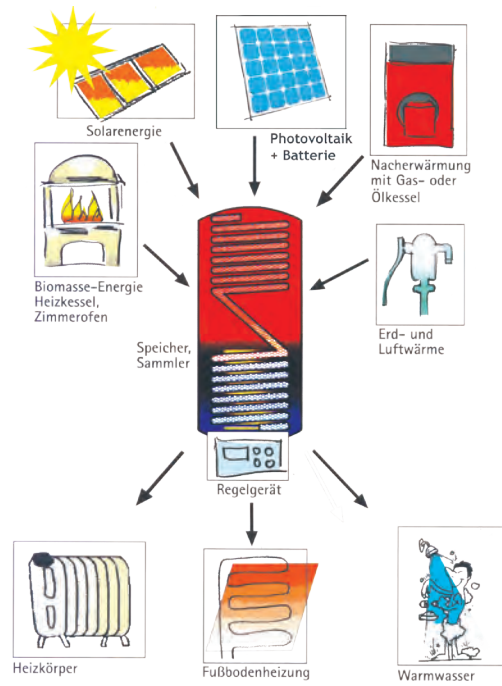 Solarenergie
Photovoltaik
+ Batterie
Nacherwärmung
mit Gas- oder
Ölkessel
Biomasse-Energie
Heizkessel,
Zimmerofen
Erd- und
Luftwärme
Speicher,
Sammler
Regelgerät
Heizkörper
Fußbodenheizung
Warmwasser